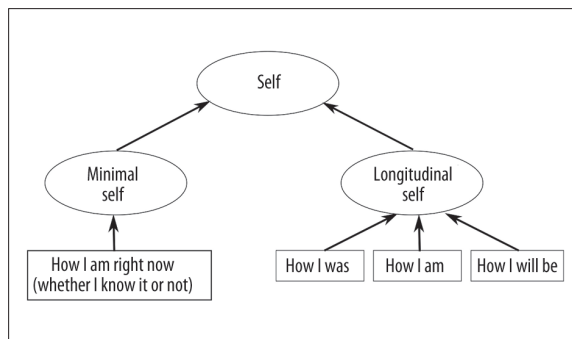 Self
Minimal
self
Longitudinal
self
How I am right now
(whether I know it or not)
How I was
How I am
How I will be